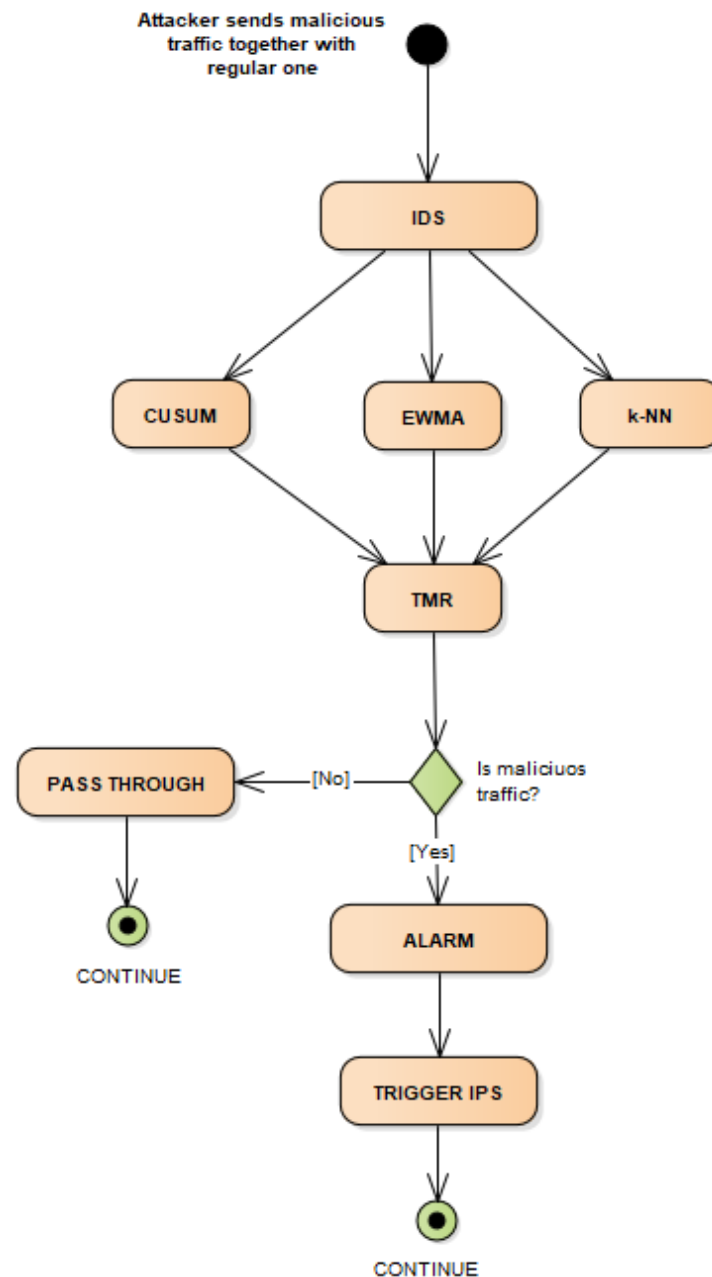 Attacker sends malicious
traffic together with
regular one
IDS
CUSUM
EWMA
k-NN
TMR
Is maliciuos
traffic?
[No]
PASS THROUGH
[Yes]
ALARM
CONTINUE
TRIGGER IPS
CONTINUE